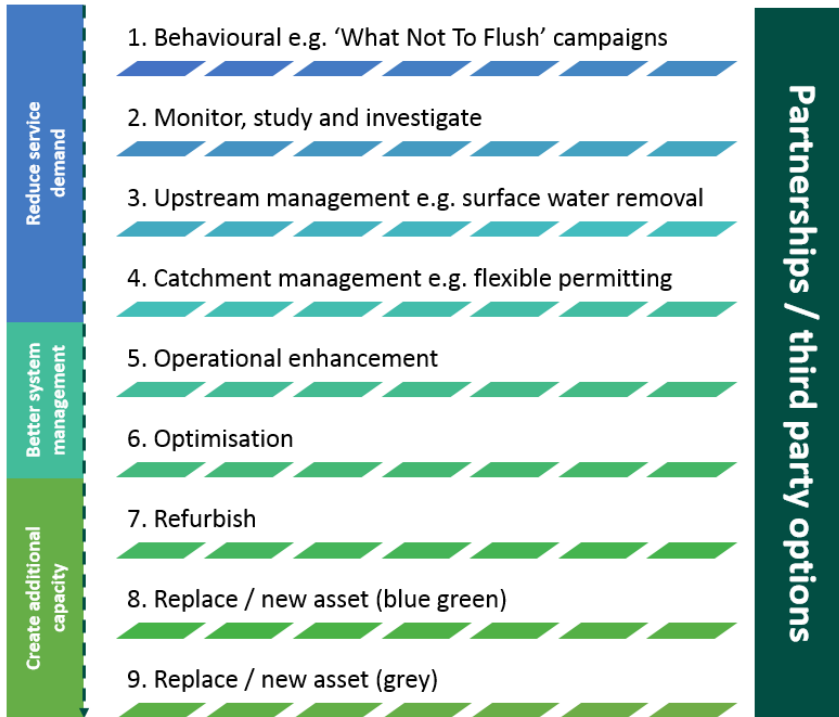 Reduce service
demand
Better system
management
Create additional
capacity
1. Behavioural e.g. ‘What Not To Flush’ campaigns
2. Monitor, study and investigate
3. Upstream management e.g. surface water removal
4. Catchment management e.g. flexible permitting
5. Operational enhancement
6. Optimisation
7. Refurbish
8. Replace / new asset (blue green)
9. Replace / new asset (grey)
Partnerships / third party options